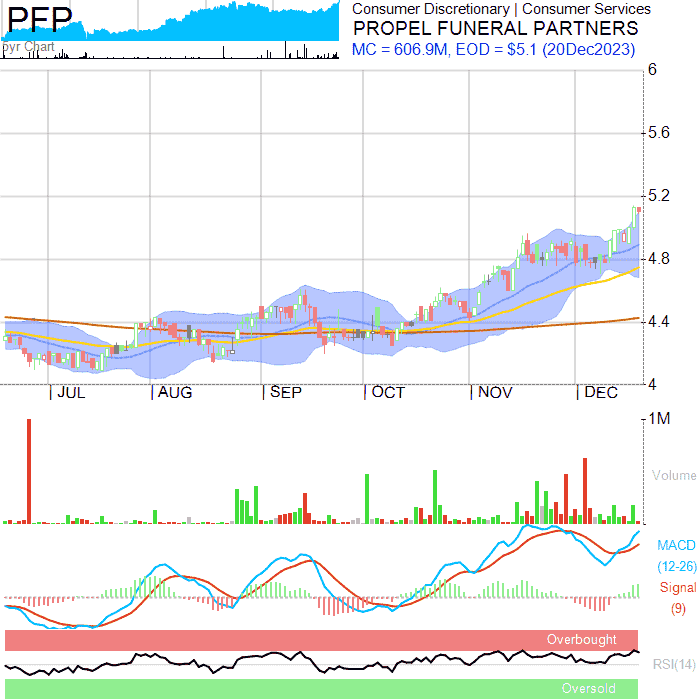 PFP
5yr Chart
Consumer Discretionary | Consumer Services
PROPEL FUNERAL PARTNERS
MC = 606.9M, EOD = $5.1 (20Dec2023)
6
5.6
5.2
4.8
4.4
4
JUL AUG SEP OCT NOV DEC
1M
Volume
MACD
(12-26)
Signal
(9)
Overbought
RSI(14)
Oversold